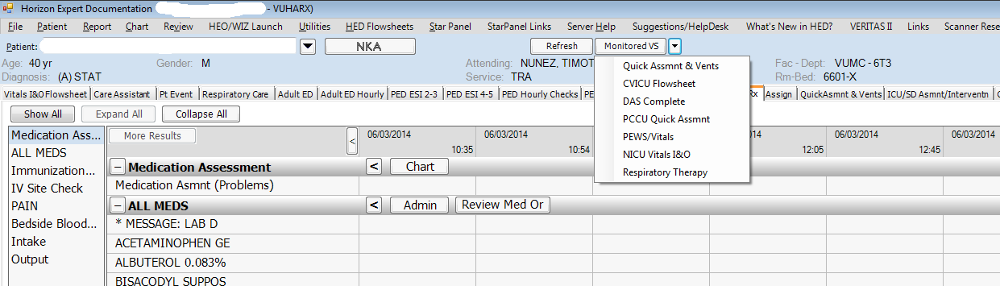 Horizon Expert Documentation - VUHARX)
File Patient Report Chart Review HEO/WIZ Launch Utilities HED Flowsheets Star Panel StarPanel Links Server Help Suggestions/HelpDesk What's New in HED? VERITAS II Links Scanner Rese
Patient: NKA Refresh Monitored VS
Age: 40 yr Gender: M Attending: NUNEZ, TIMOT Fac - Dept: VUMC - 6T3
Diagnosis: (A) STAT Service: TRA Rm-Bed: 6601-X
Quick Assmnt & Vents
CVICU Flowsheet
DAS Complete
PCCU Quick Assmnt
PEWS/Vitals
NICU Vitals I&O
Respiratory Therapy
Vitals I&O Flowsheet Care Assistant Pt Event Respiratory Care Adult ED Adult ED Hourly PED ESI 2-3 PED ESI 4-5 PED Hourly Checks PE Rx Assign QuickAsmnt & Vents ICU/SD Asmnt/Interventn
Show All Expand All Collapse All
Medication Ass...
ALL MEDS
Immunization...
IV Site Check
PAIN
Bedside Blood...
Intake
Output
More Results < 06/03/2014 06/03/2014 06/03/2014 /2014 06/03/2014 06/03/2014
10:35 10:54 12:05 12:45
− Medication Assessment < Chart
Medication Asmnt (Problems)
− ALL MEDS < Admin Review Med Or
* MESSAGE: LAB D
ACETAMINOPHEN GE
ALBUTEROL 0.083%
BISACODYL SUPPOS